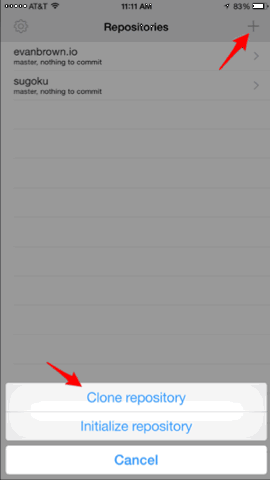 AT&T 11:11 AM 83%
Repositories
evanbrown.io
master, nothing to commit
sugoku
master, nothing to commit
Clone repository
Initialize repository
Cancel